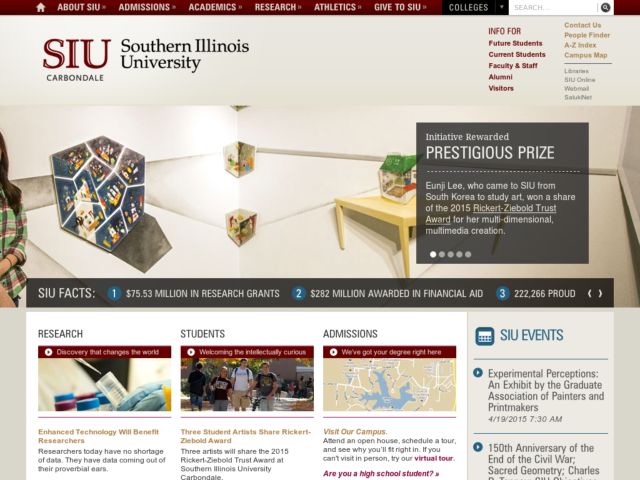 ABOUT SIU » ADMISSIONS » ACADEMICS » RESEARCH » ATHLETICS » GIVE TO SIU » COLLEGES ▼ SEARCH...
SIU Southern Illinois University
CARBONDALE
INFO FOR
Future Students
Current Students
Faculty & Staff
Alumni
Visitors
Contact Us
People Finder
A-Z Index
Campus Map
Libraries
SIU Online
Webmail
SalukiNet
Initiative Rewarded
PRESTIGIOUS PRIZE
Eunji Lee, who came to SIU from
South Korea to study art, won a share
of the 2015 Rickert-Ziebold Trust
Award for her multi-dimensional,
multimedia creation.
SIU FACTS: 1 $75.53 MILLION IN RESEARCH GRANTS 2 $282 MILLION AWARDED IN FINANCIAL AID 3 222,266 PROUD
RESEARCH
Discovery that changes the world
Enhanced Technology Will Benefit
Researchers
Researchers today have no shortage
of data. They have data coming out of
their proverbial ears.
STUDENTS
Welcoming the intellectually curious
Three Student Artists Share Rickert-
Ziebold Award
Three artists will share the 2015
Rickert-Ziebold Trust Award at
Southern Illinois University
Carbondale.
ADMISSIONS
We've got your degree right here
Visit Our Campus.
Attend an open house, schedule a tour,
and see why you'll fit right in. If you
can't visit in person, try our virtual tour.
Are you a high school student? »
SIU EVENTS
Experimental Perceptions:
An Exhibit by the Graduate
Association of Painters and
Printmakers
4/19/2015 7:30 AM
150th Anniversary of the
End of the Civil War;
Sacred Geometry; Charles